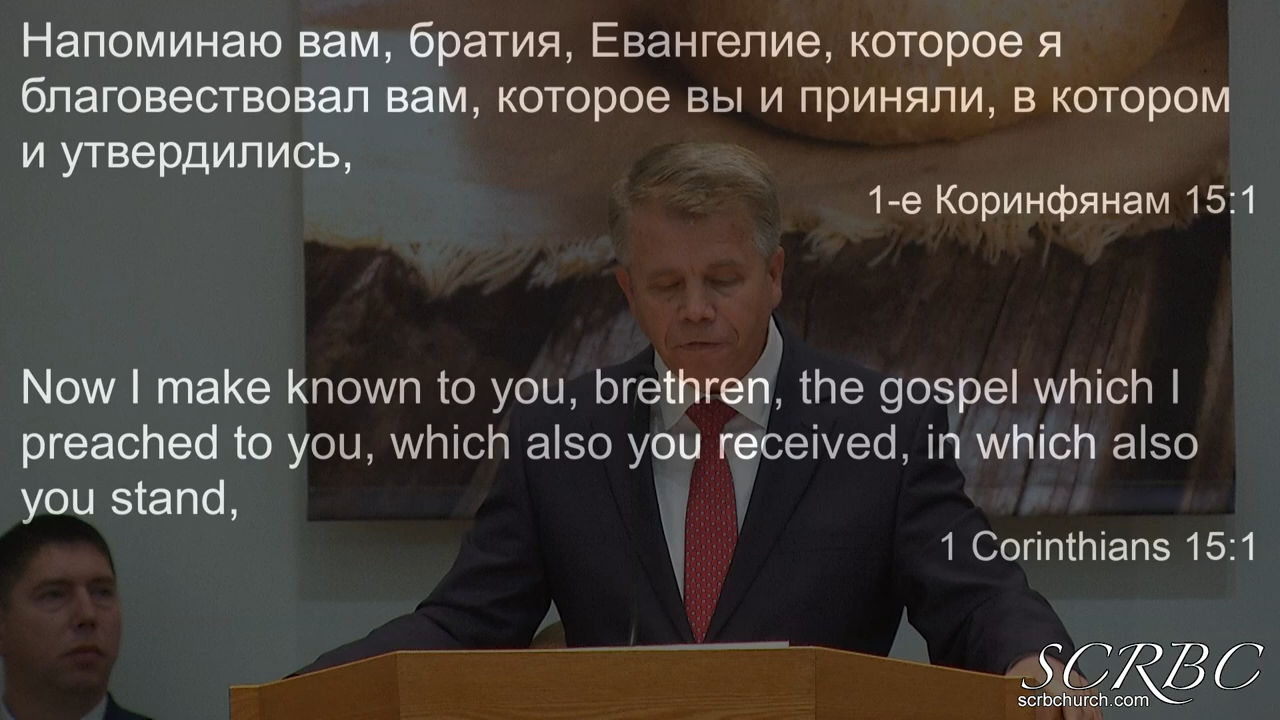 Напоминаю вам, братия, Евангелие, которое я
благовествовал вам, которое вы и приняли, в котором
и утвердились,
1-е Коринфянам 15:1
Now I make known to you, brethren, the gospel which I
preached to you, which also you received, in which also
you stand,
1 Corinthians 15:1
SCRBC
scrbchurch.com